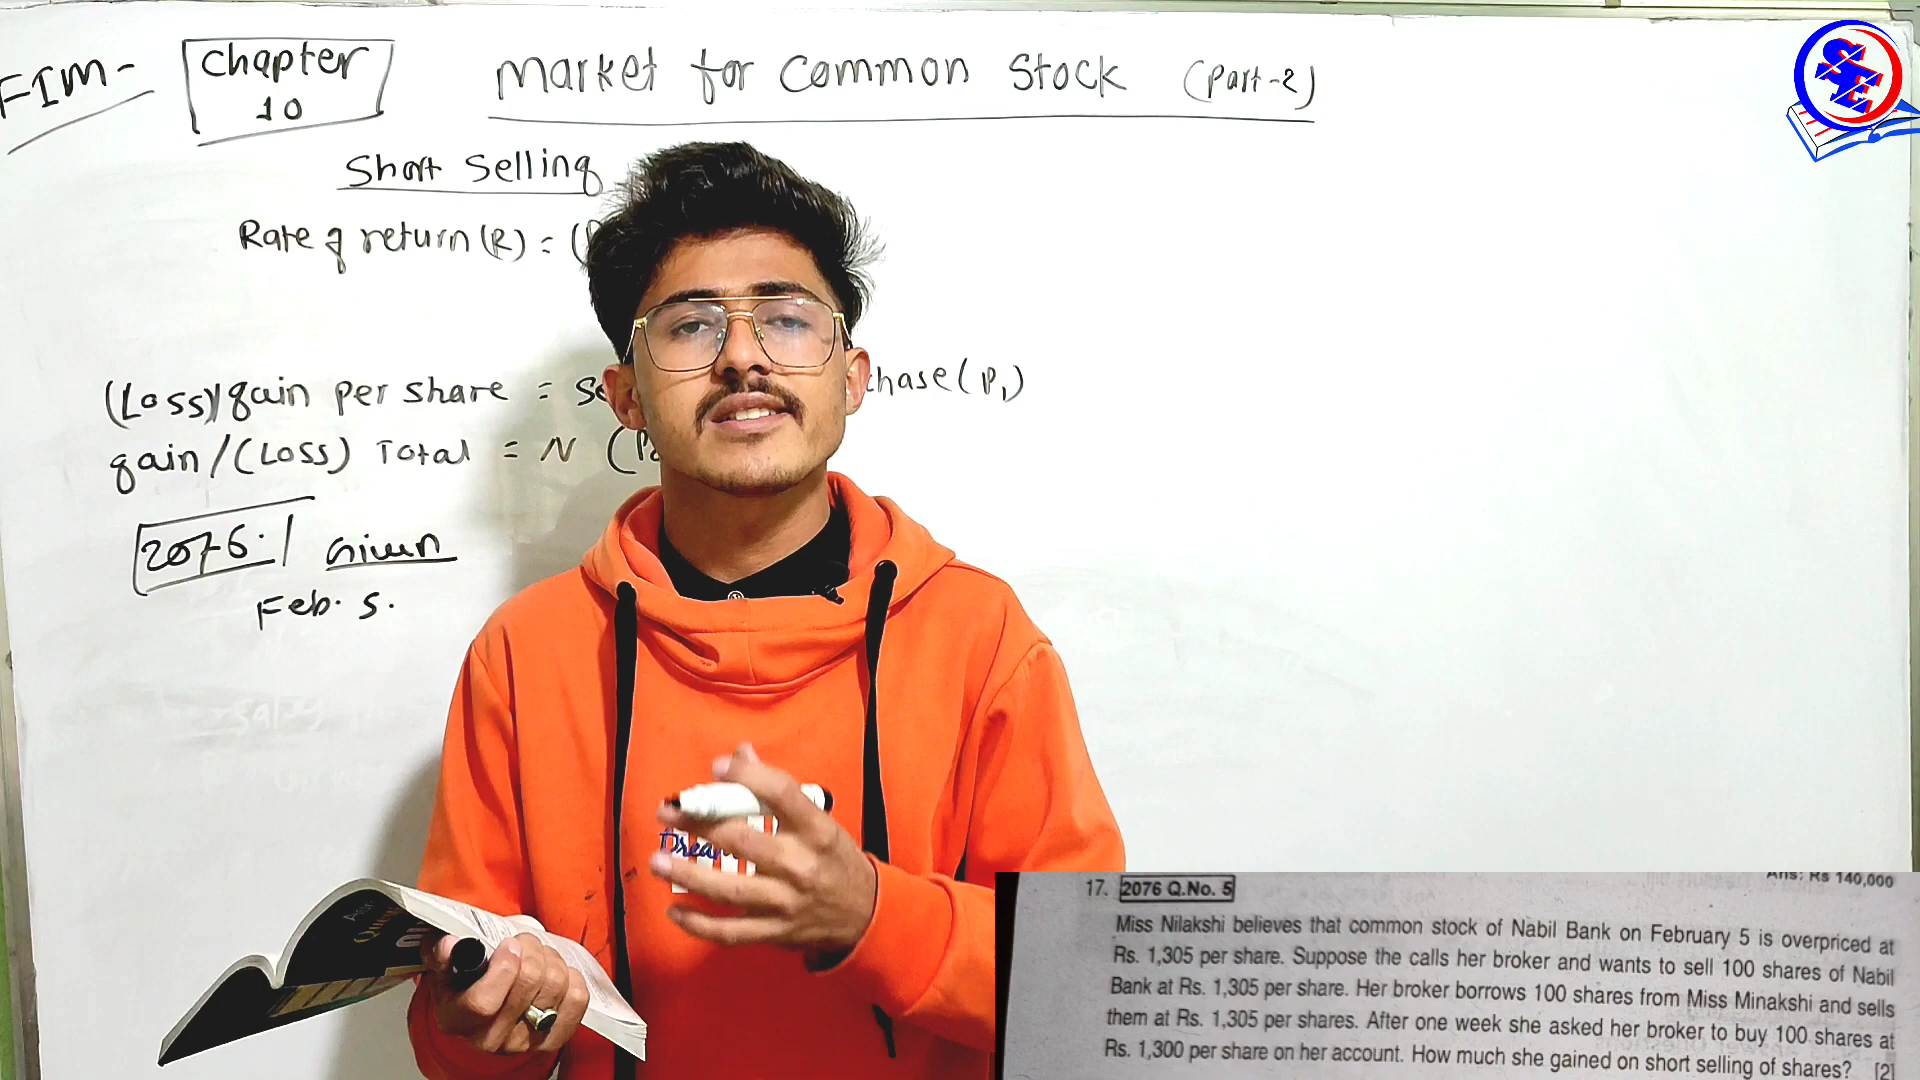 FIM -
Chapter
10
Market for Common Stock (Part-2)
Short Selling
Rate of return (R) = (
(Loss)/gain per share = Se chase (P1)
gain/(Loss) Total = N (P
2076. Given
Feb. 5.
Dream
Ans: Rs 140,000
17. 2076 Q.No. 5
Miss Nilakshi believes that common stock of Nabil Bank on February 5 is overpriced at
Rs. 1,305 per share. Suppose the calls her broker and wants to sell 100 shares of Nabil
Bank at Rs. 1,305 per share. Her broker borrows 100 shares from Miss Minakshi and sells
them at Rs. 1,305 per shares. After one week she asked her broker to buy 100 shares at
Rs. 1,300 per share on her account. How much she gained on short selling of shares? [2]